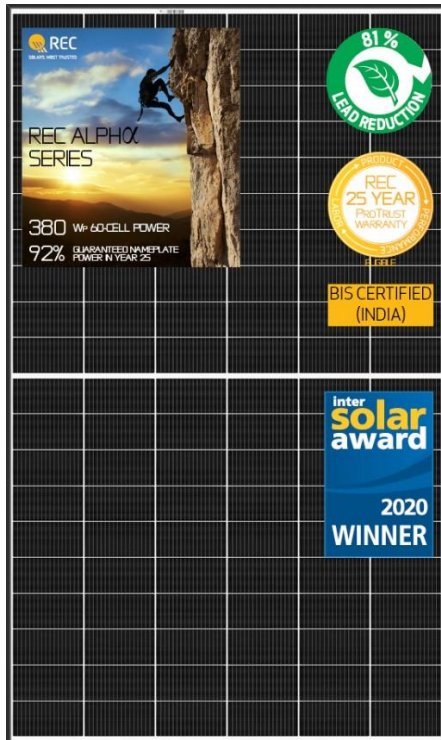 REC
SOLAR'S MOST TRUSTED
REC ALPHα
SERIES
380 WP 60-CELL POWER
92% GUARANTEED NAMEPLATE
POWER IN YEAR 25
81%
LEAD REDUCTION
PRODUCT
REC
25 YEAR
PROTRUST
WARRANTY
LABOR
PERFORMANCE
ELIGIBLE
BIS CERTIFIED
(INDIA)
inter
solar
award
2020
WINNER